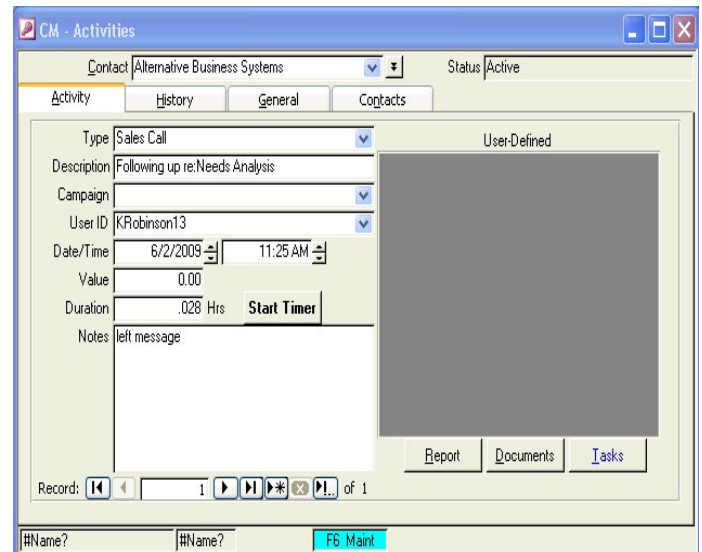 CM - Activities
Contact Alternative Business Systems Status Active
Activity History General Contacts
Type Sales Call User-Defined
Description Following up re:Needs Analysis
Campaign
User ID KRobinson13
Date/Time 6/2/2009 11:25 AM
Value 0.00
Duration .028 Hrs Start Timer
Notes left message
Report Documents Tasks
Record: 1 of 1
#Name? #Name? F6 Maint